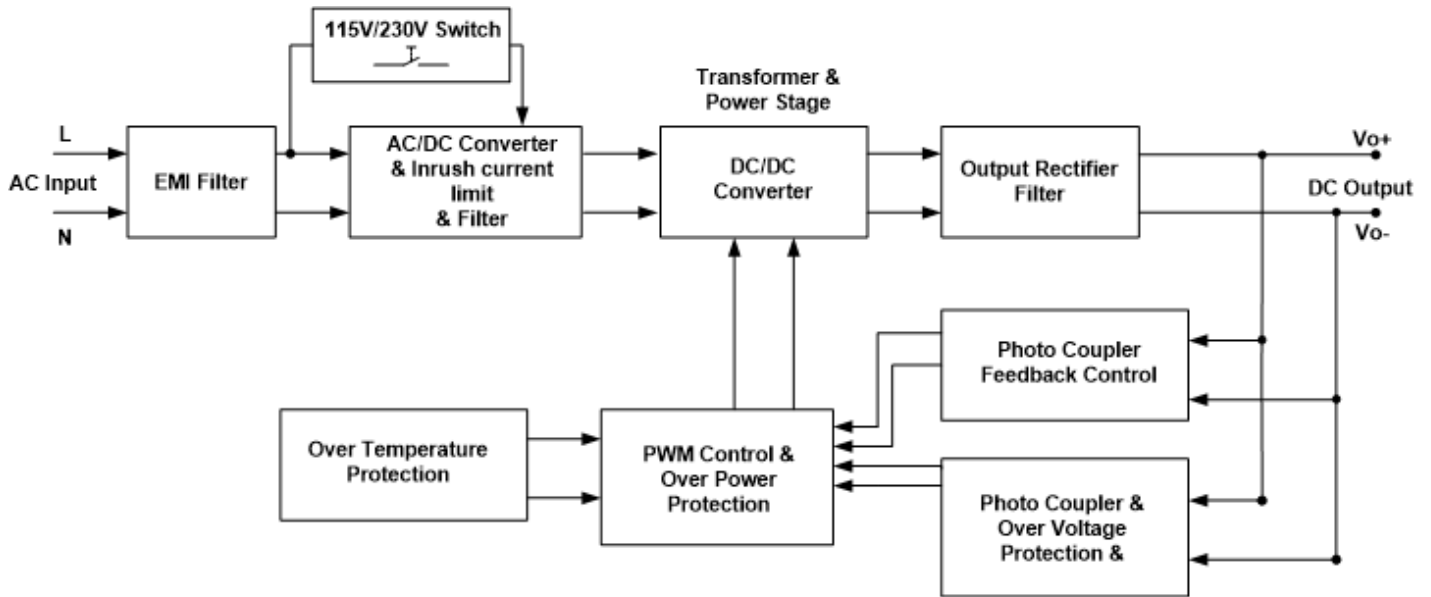 115V/230V Switch
Transformer &
Power Stage
L
AC Input
N
EMI Filter
AC/DC Converter
& Inrush current
limit
& Filter
DC/DC
Converter
Output Rectifier
Filter
Vo+
DC Output
Vo-
Photo Coupler
Feedback Control
Over Temperature
Protection
PWM Control &
Over Power
Protection
Photo Coupler &
Over Voltage
Protection &